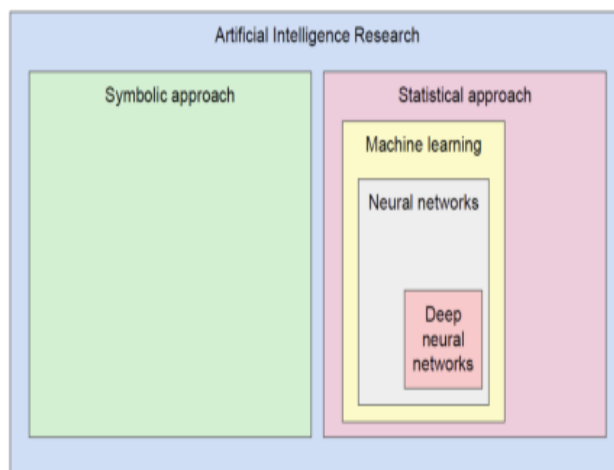 Artificial Intelligence Research
Symbolic approach
Statistical approach
Machine learning
Neural networks
Deep
neural
networks